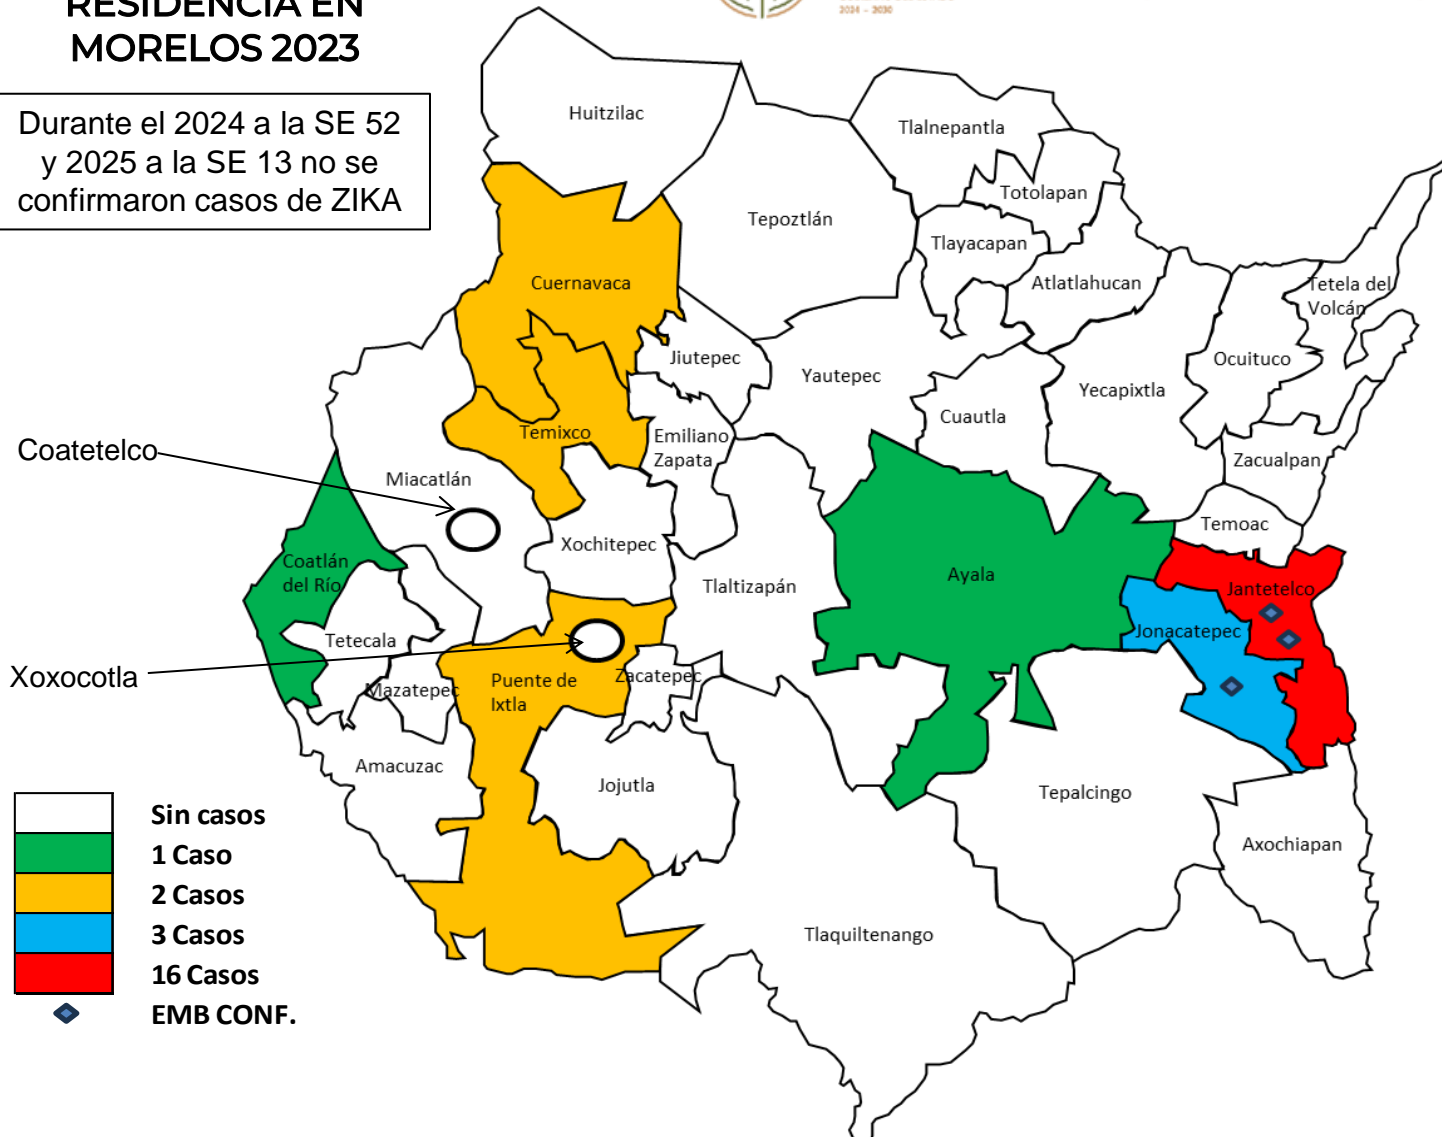 RESIDENCIA EN
MORELOS 2023
2024 - 2030
Durante el 2024 a la SE 52
y 2025 a la SE 13 no se
confirmaron casos de ZIKA
Huitzilac
Tlalnepantla
Totolapan
Tepoztlán
Tlayacapan
Atlatlahucan
Cuernavaca
Tetela del
Volcán
Jiutepec
Ocuituco
Yautepec
Yecapixtla
Cuautla
Temixco
Emiliano
Zapata
Coatetelco
Zacualpan
Miacatlán
Temoac
Xochitepec
Coatlán
del Río
Ayala
Tlaltizapán
Jantetelco
Jonacatepec
Tetecala
Xoxocotla
Zacatepec
Puente de
Ixtla
Mazatepec
Amacuzac
Jojutla
Tepalcingo
Axochiapan
Tlaquiltenango
Sin casos
1 Caso
2 Casos
3 Casos
16 Casos
EMB CONF.